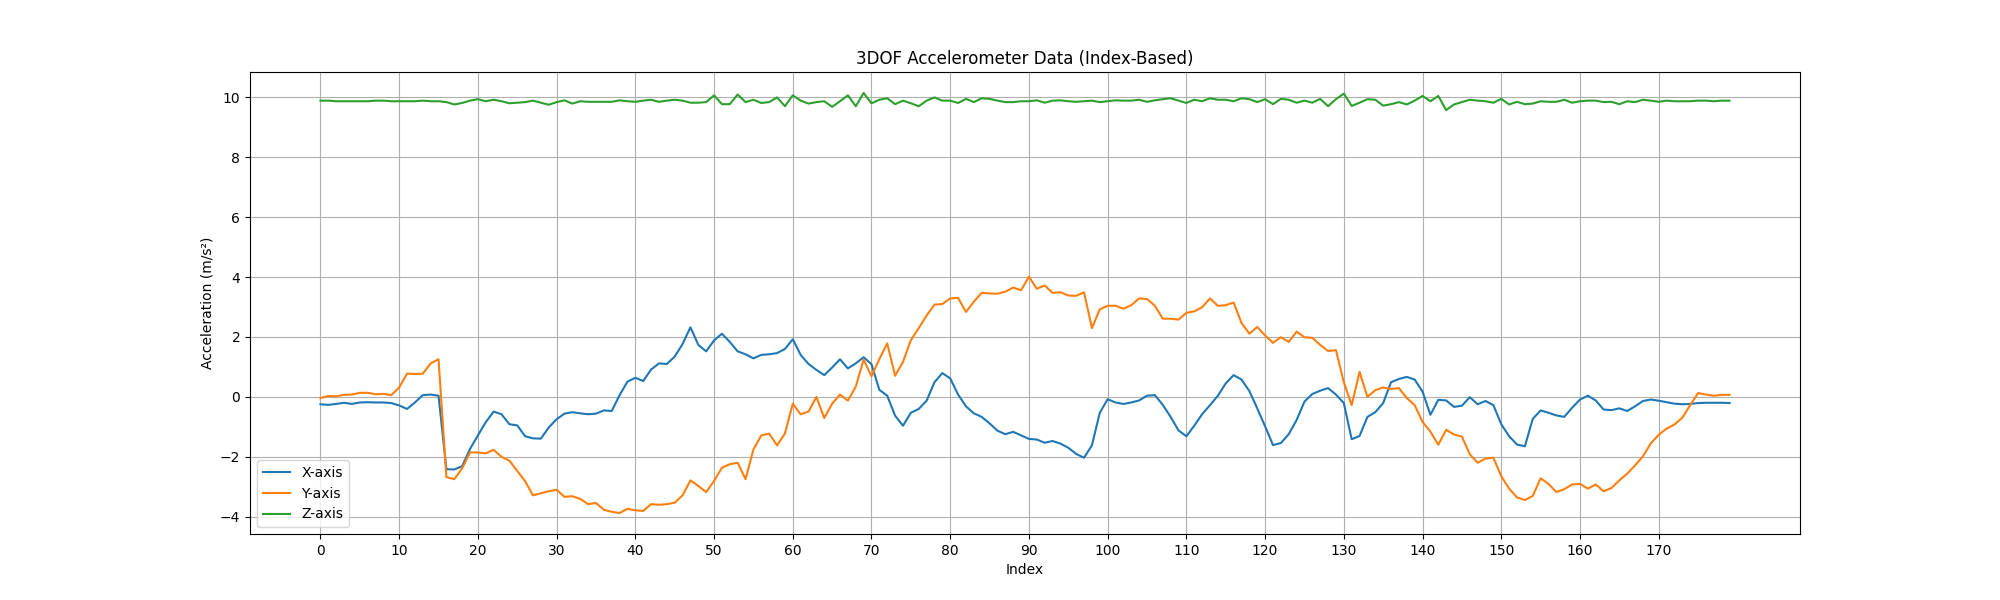 3DOF Accelerometer Data (Index-Based)
Acceleration (m/s²)
10
8
6
4
2
0
−2
−4
X-axis
Y-axis
Z-axis
0 10 20 30 40 50 60 70 80 90 100 110 120 130 140 150 160 170
Index